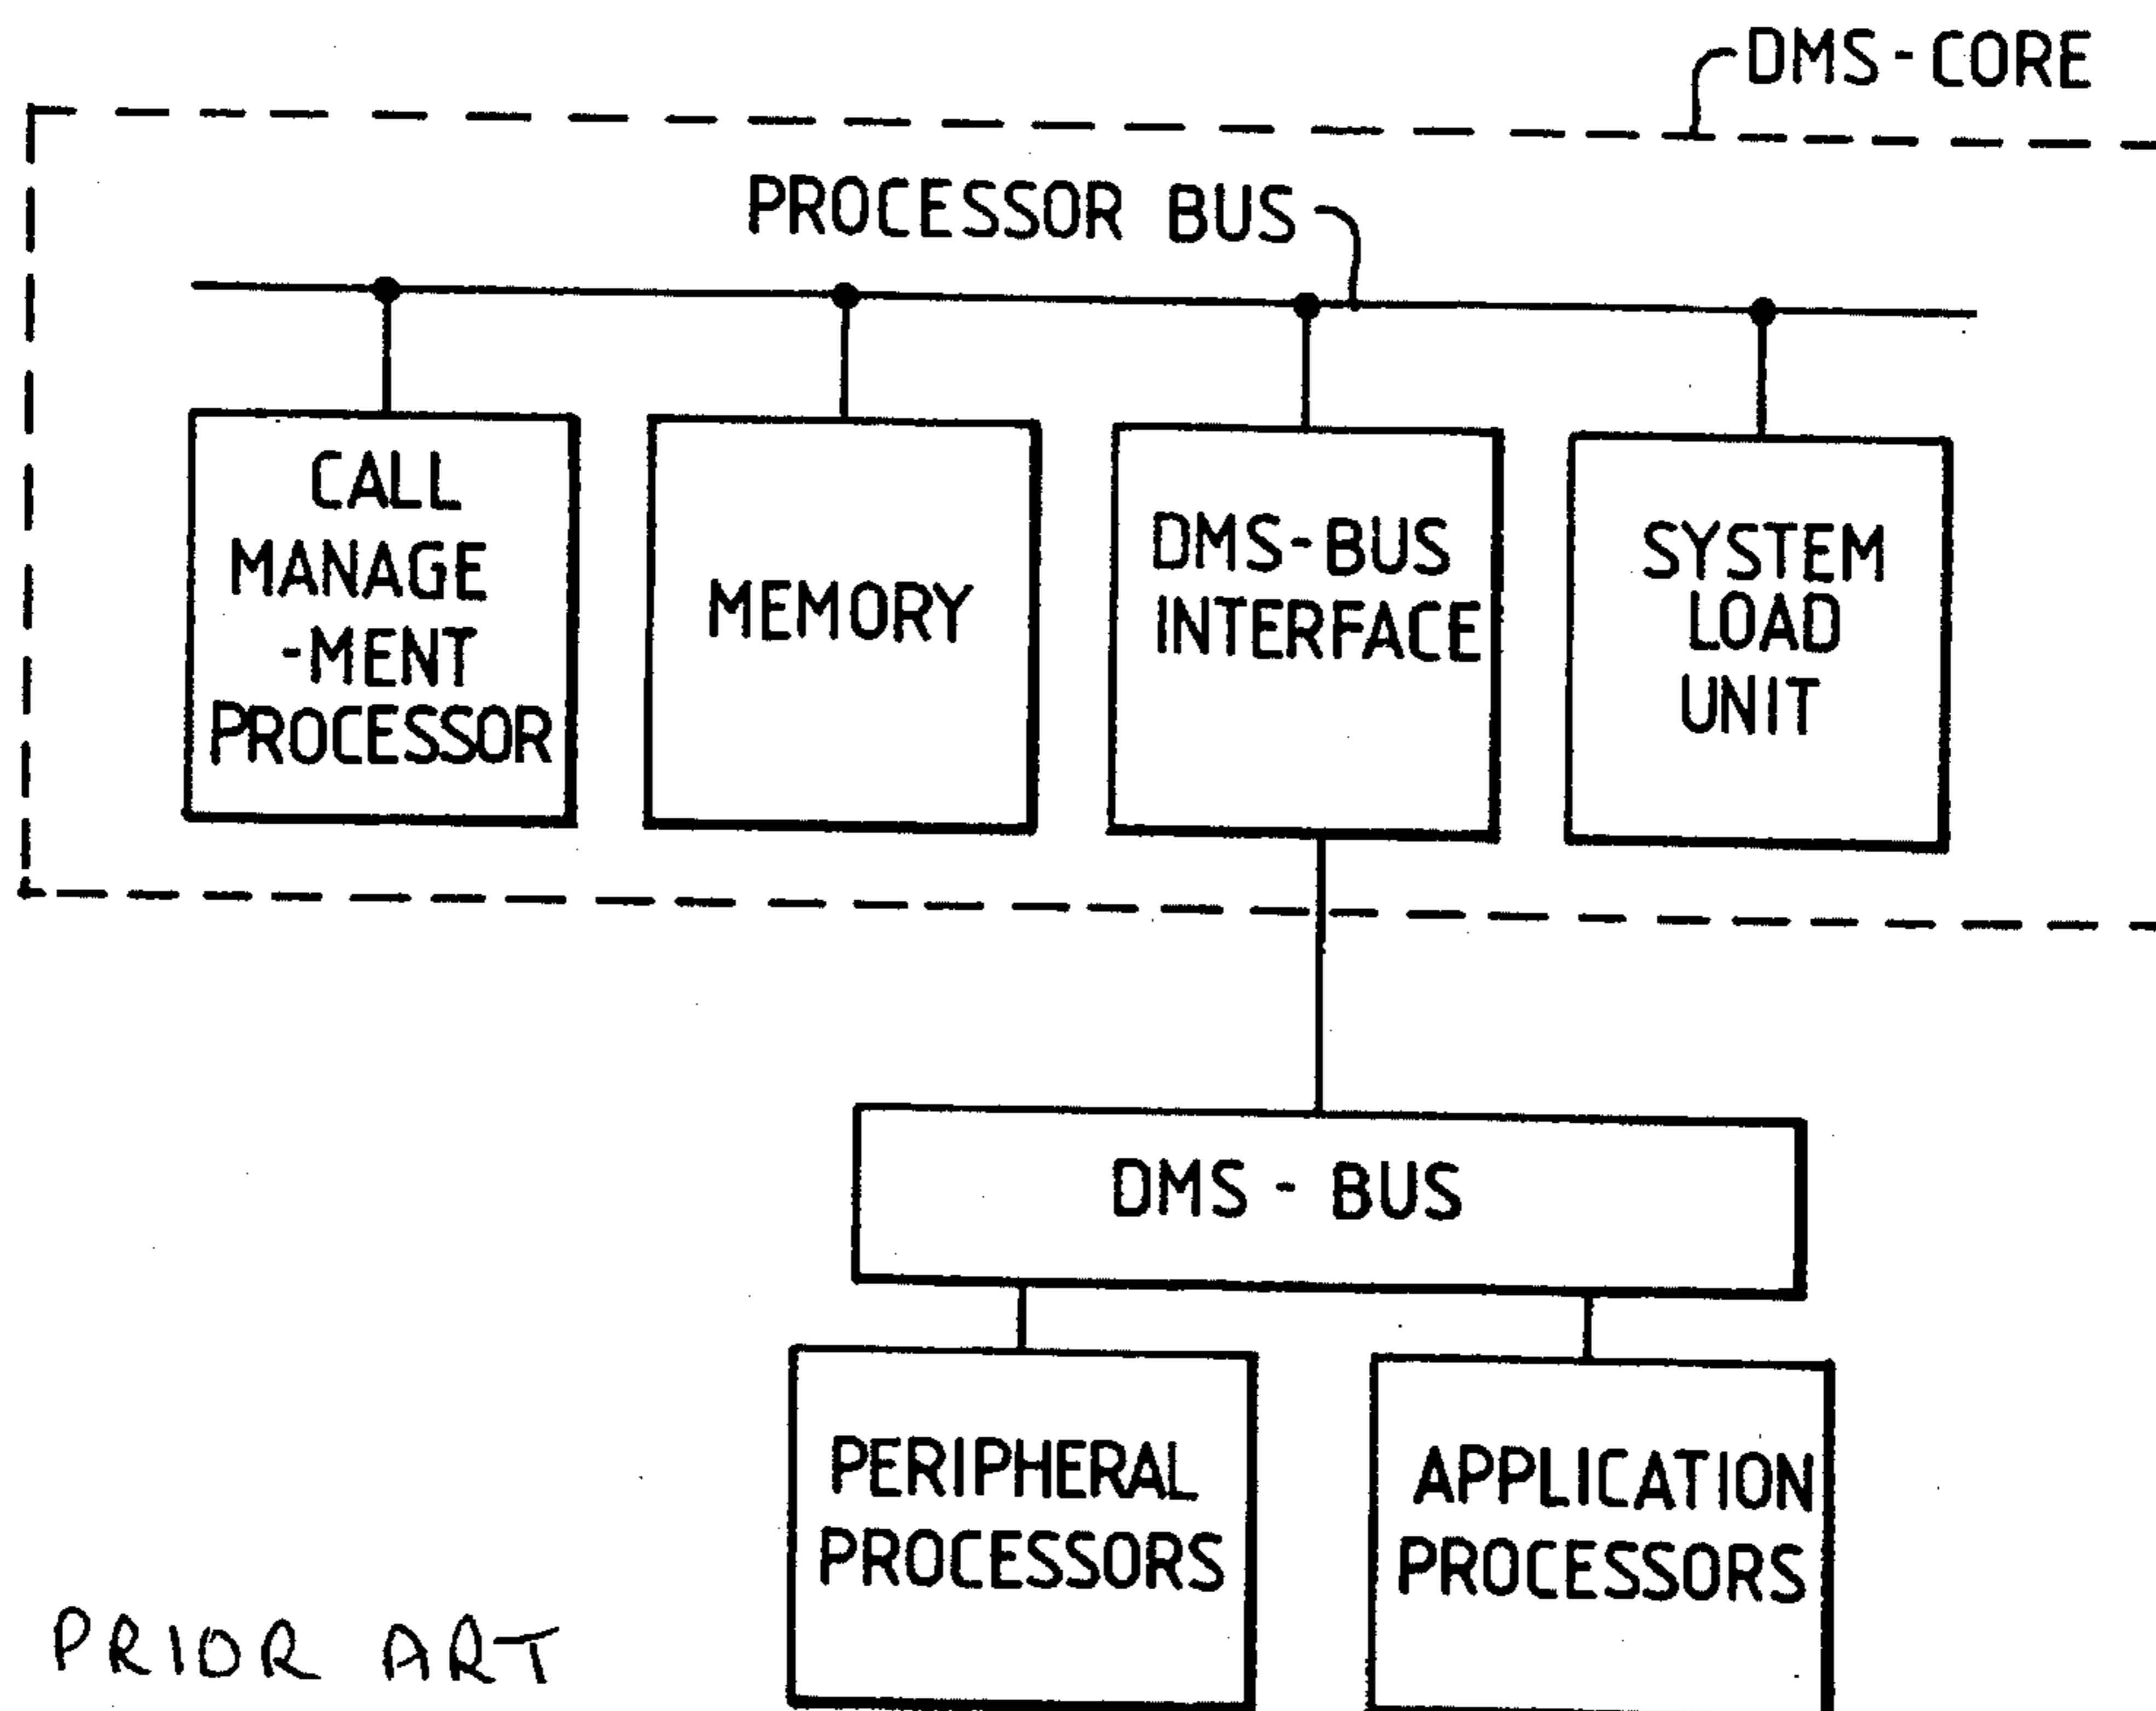 DMS-CORE
PROCESSOR BUS
CALL
MANAGE
-MENT
PROCESSOR
MEMORY
DMS-BUS
INTERFACE
SYSTEM
LOAD
UNIT
DMS - BUS
PERIPHERAL
PROCESSORS
APPLICATION
PROCESSORS
PRIOR ART